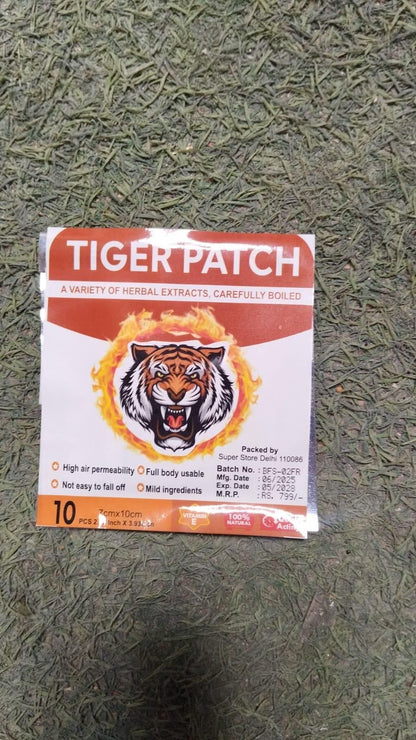 TIGER PATCH
A VARIETY OF HERBAL EXTRACTS, CAREFULLY BOILED
Packed by
Super Store Delhi 110086
High air permeability
Full body usable
Not easy to fall off
Mild ingredients
Batch No. : BFS-02FR
Mfg. Date : 06/2025
Exp. Date : 05/2028
M.R.P. : RS. 799/-
10
7cmx10cm
PCS
Inch X
VITAMIN
E
100%
NATURAL